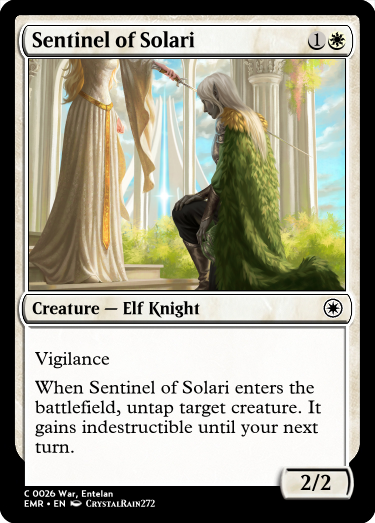 Sentinel of Solari 1
Creature — Elf Knight
Vigilance
When Sentinel of Solari enters the
battlefield, untap target creature. It
gains indestructible until your next
turn.
2/2
C 0026 War, Entelan
EMR • EN CrystalRain272